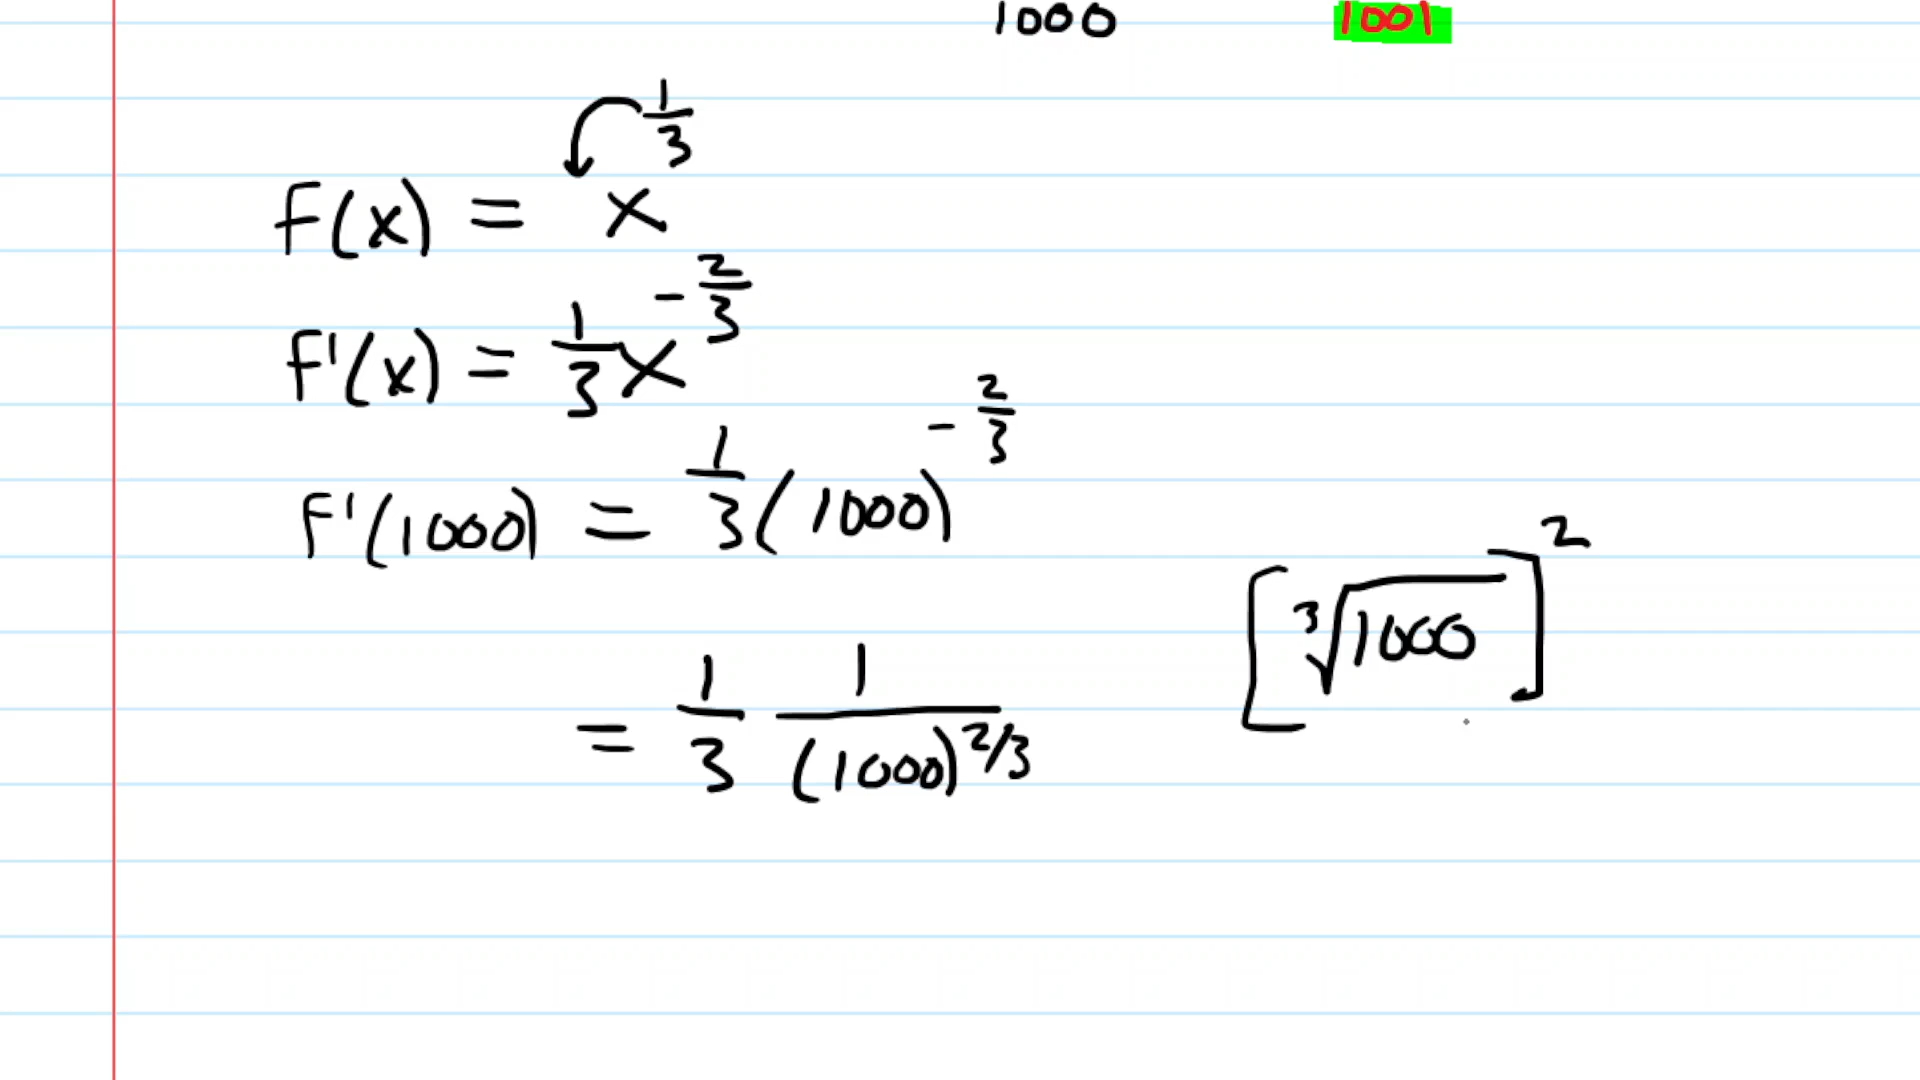 1000 1001
F(x) = x^{1/3}
F'(x) = 1/3 x^{-2/3}
F'(1000) = 1/3 (1000)^{-2/3}
= 1/3 1/(1000)^{2/3} [∛1000]^2